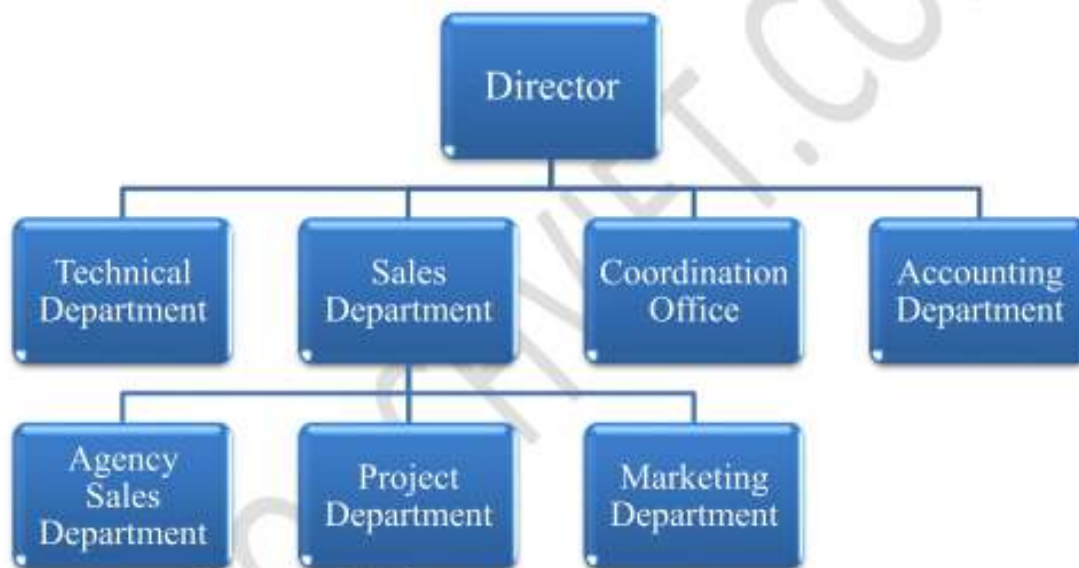 Director
Technical
Department
Sales
Department
Coordination
Office
Accounting
Department
Agency
Sales
Department
Project
Department
Marketing
Department